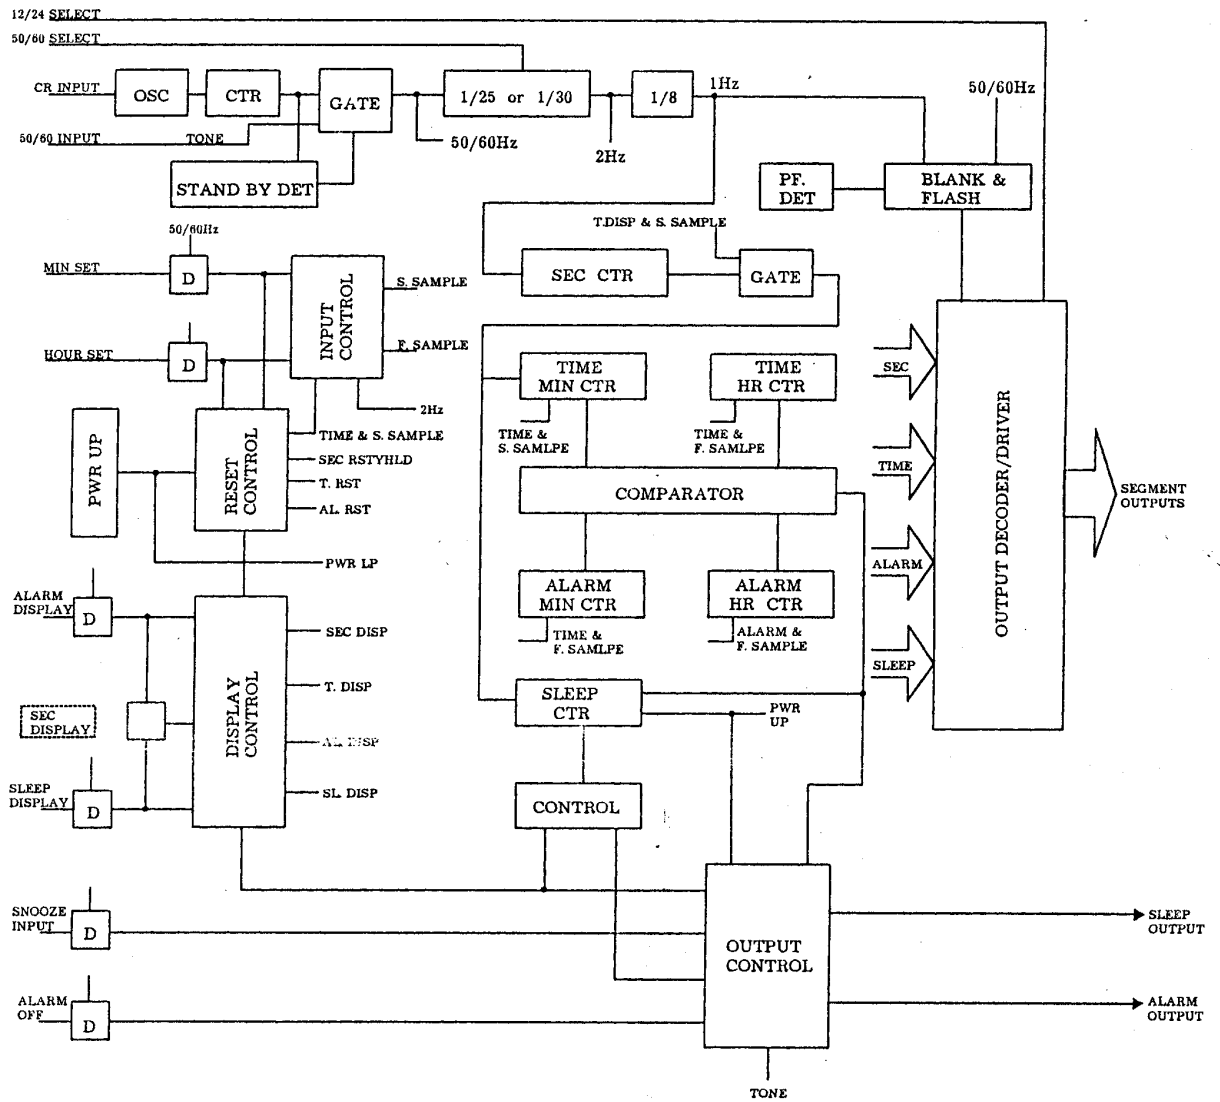 12/24 SELECT
50/60 SELECT
CR INPUT
OSC
CTR
GATE
1/25 or 1/30
1/8
1Hz
50/60Hz
50/60 INPUT
TONE
50/60Hz
2Hz
STAND BY DET
PF.
DET
BLANK &
FLASH
50/60Hz
T.DISP & S. SAMPLE
MIN SET
D
SEC CTR
GATE
S. SAMPLE
INPUT
CONTROL
F. SAMPLE
HOUR SET
D
2Hz
TIME
MIN CTR
TIME
HR CTR
SEC
TIME &
S. SAMLPE
TIME &
F. SAMPLE
PWR UP
RESET
CONTROL
TIME & S. SAMPLE
SEC RSTYHLD
T. RST
AL. RST
PWR LP
COMPARATOR
TIME
OUTPUT DECODER/DRIVER
SEGMENT
OUTPUTS
ALARM
DISPLAY
D
ALARM
MIN CTR
ALARM
HR CTR
ALARM
TIME &
F. SAMLPE
ALARM &
F. SAMPLE
SLEEP
DISPLAY
CONTROL
SEC DISP
T. DISP
AL. DISP
SL. DISP
SEC
DISPLAY
SLEEP
CTR
PWR
UP
SLEEP
DISPLAY
D
CONTROL
SNOOZE
INPUT
D
OUTPUT
CONTROL
SLEEP
OUTPUT
ALARM
OFF
D
ALARM
OUTPUT
TONE